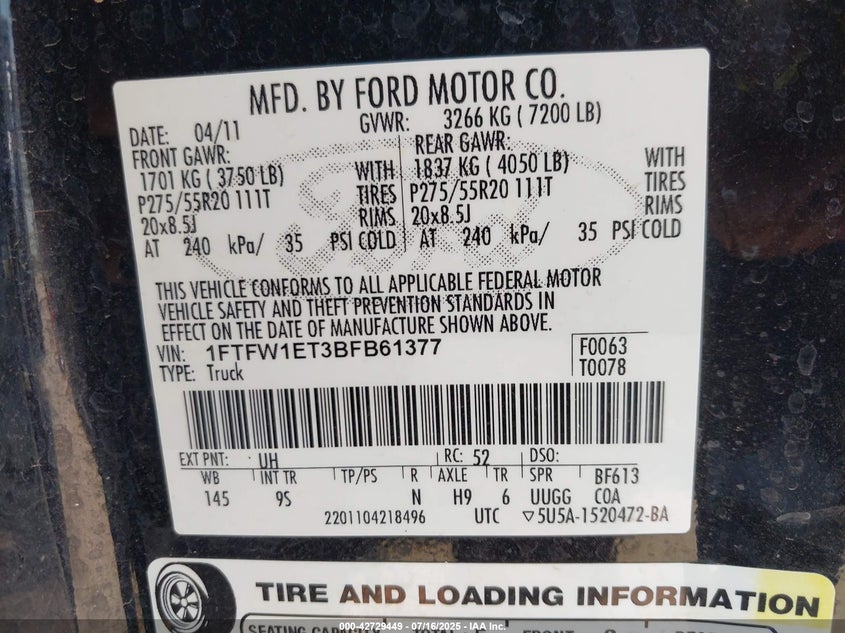 MFD. BY FORD MOTOR CO.
DATE: 04/11 GVWR: 3266 KG ( 7200 LB)
FRONT GAWR: REAR GAWR:
1701 KG ( 3750 LB) WITH 1837 KG ( 4050 LB) WITH
P275/55R20 111T TIRES P275/55R20 111T TIRES
20x8.5J RIMS 20x8.5J RIMS
AT 240 kPa/ 35 PSI COLD AT 240 kPa/ 35 PSI COLD
THIS VEHICLE CONFORMS TO ALL APPLICABLE FEDERAL MOTOR
VEHICLE SAFETY AND THEFT PREVENTION STANDARDS IN
EFFECT ON THE DATE OF MANUFACTURE SHOWN ABOVE.
VIN: 1FTFW1ET3BFB61377 F0063
TYPE: Truck T0078
EXT PNT: UH RC: 52 DSO:
WB INT TR TP/PS R AXLE TR SPR BF613
145 9S N H9 6 UUGG COA
2201104218496 UTC ▽5U5A-1520472-BA
TIRE AND LOADING INFORMATION
000-42729449 - 07/16/2025 - IAA Inc.